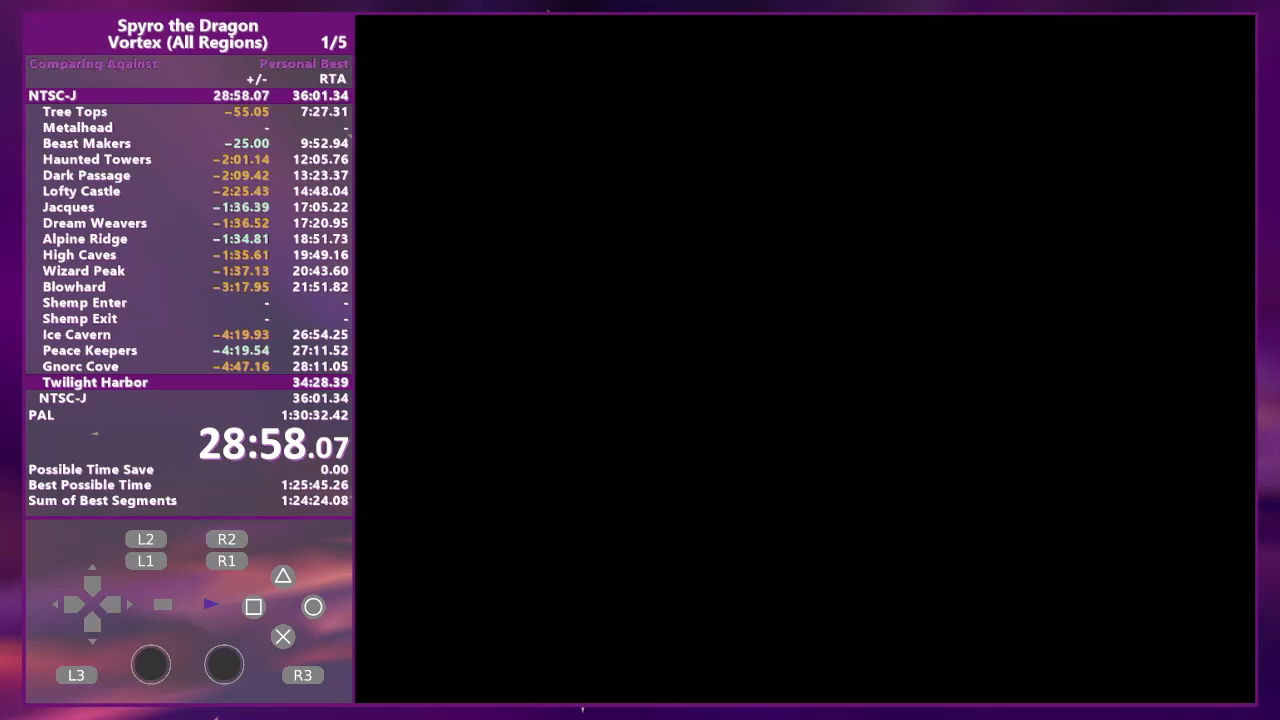 Spyro the Dragon
Vortex (All Regions) 1/5
Comparing Against Personal Best
+/- RTA
NTSC-J 28:58.07 36:01.34
Tree Tops −55.05 7:27.31
Metalhead - -
Beast Makers −25.00 9:52.94
Haunted Towers −2:01.14 12:05.76
Dark Passage −2:09.42 13:23.37
Lofty Castle −2:25.43 14:48.04
Jacques −1:36.39 17:05.22
Dream Weavers −1:36.52 17:20.95
Alpine Ridge −1:34.81 18:51.73
High Caves −1:35.61 19:49.16
Wizard Peak −1:37.13 20:43.60
Blowhard −3:17.95 21:51.82
Shemp Enter - -
Shemp Exit - -
Ice Cavern −4:19.93 26:54.25
Peace Keepers −4:19.54 27:11.52
Gnorc Cove −4:47.16 28:11.05
Twilight Harbor 34:28.39
NTSC-J 36:01.34
PAL 1:30:32.42
28:58.07
Possible Time Save 0.00
Best Possible Time 1:25:45.26
Sum of Best Segments 1:24:24.08
L2 R2
L1 R1
L3 R3